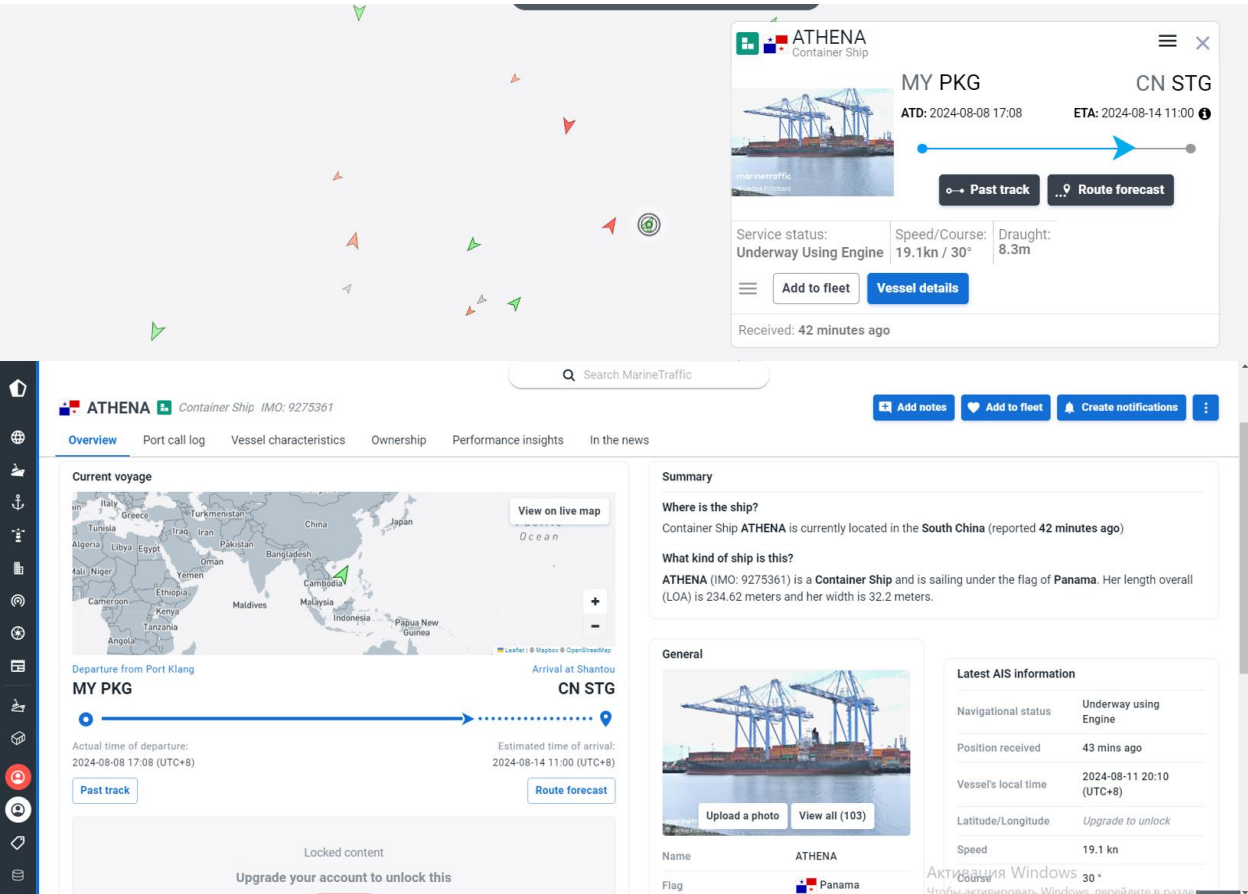 ATHENA
Container Ship
MY PKG
CN STG
ATD: 2024-08-08 17:08
ETA: 2024-08-14 11:00
marinetraffic
Past track
Route forecast
Service status:
Underway Using Engine
Speed/Course:
19.1kn / 30°
Draught:
8.3m
Add to fleet
Vessel details
Received: 42 minutes ago
Search MarineTraffic
ATHENA Container Ship IMO: 9275361
Add notes
Add to fleet
Create notifications
Overview
Port call log
Vessel characteristics
Ownership
Performance insights
In the news
Current voyage
View on live map
Italy
Greece
Turkmenistan
China
Japan
Ocean
Tunisia
Iraq
Iran
Algeria
Libya
Egypt
Pakistan
Bangladesh
Oman
Mali
Niger
Yemen
Cambodia
Ethiopia
Cameroon
Kenya
Maldives
Malaysia
Indonesia
Papua New
Guinea
Tanzania
Angola
+
−
Leaflet | © Mapbox © OpenStreetMap
Departure from Port Klang
Arrival at Shantou
MY PKG
CN STG
Actual time of departure:
2024-08-08 17:08 (UTC+8)
Estimated time of arrival:
2024-08-14 11:00 (UTC+8)
Past track
Route forecast
Locked content
Upgrade your account to unlock this
Summary
Where is the ship?
Container Ship ATHENA is currently located in the South China (reported 42 minutes ago)
What kind of ship is this?
ATHENA (IMO: 9275361) is a Container Ship and is sailing under the flag of Panama. Her length overall
(LOA) is 234.62 meters and her width is 32.2 meters.
General
Upload a photo
View all (103)
Name ATHENA
Flag Panama
Latest AIS information
Navigational status
Underway using
Engine
Position received 43 mins ago
Vessel's local time
2024-08-11 20:10
(UTC+8)
Latitude/Longitude Upgrade to unlock
Speed 19.1 kn
Course 30 °
Активация Windows
Чтобы активировать Windows, перейдите в раздел